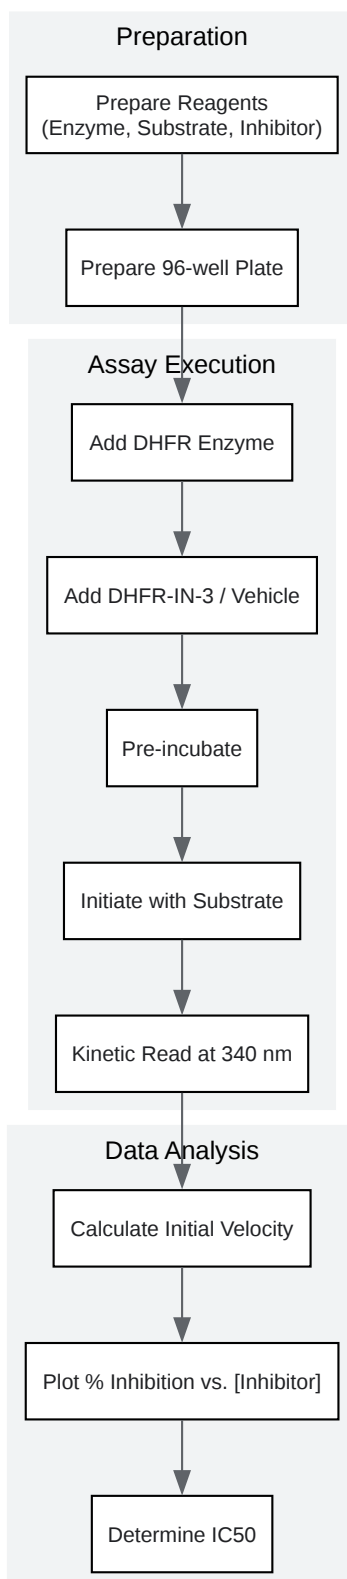 Preparation
Prepare Reagents
(Enzyme, Substrate, Inhibitor)
Prepare 96-well Plate
Assay Execution
Add DHFR Enzyme
Add DHFR-IN-3 / Vehicle
Pre-incubate
Initiate with Substrate
Kinetic Read at 340 nm
Data Analysis
Calculate Initial Velocity
Plot % Inhibition vs. [Inhibitor]
Determine IC50